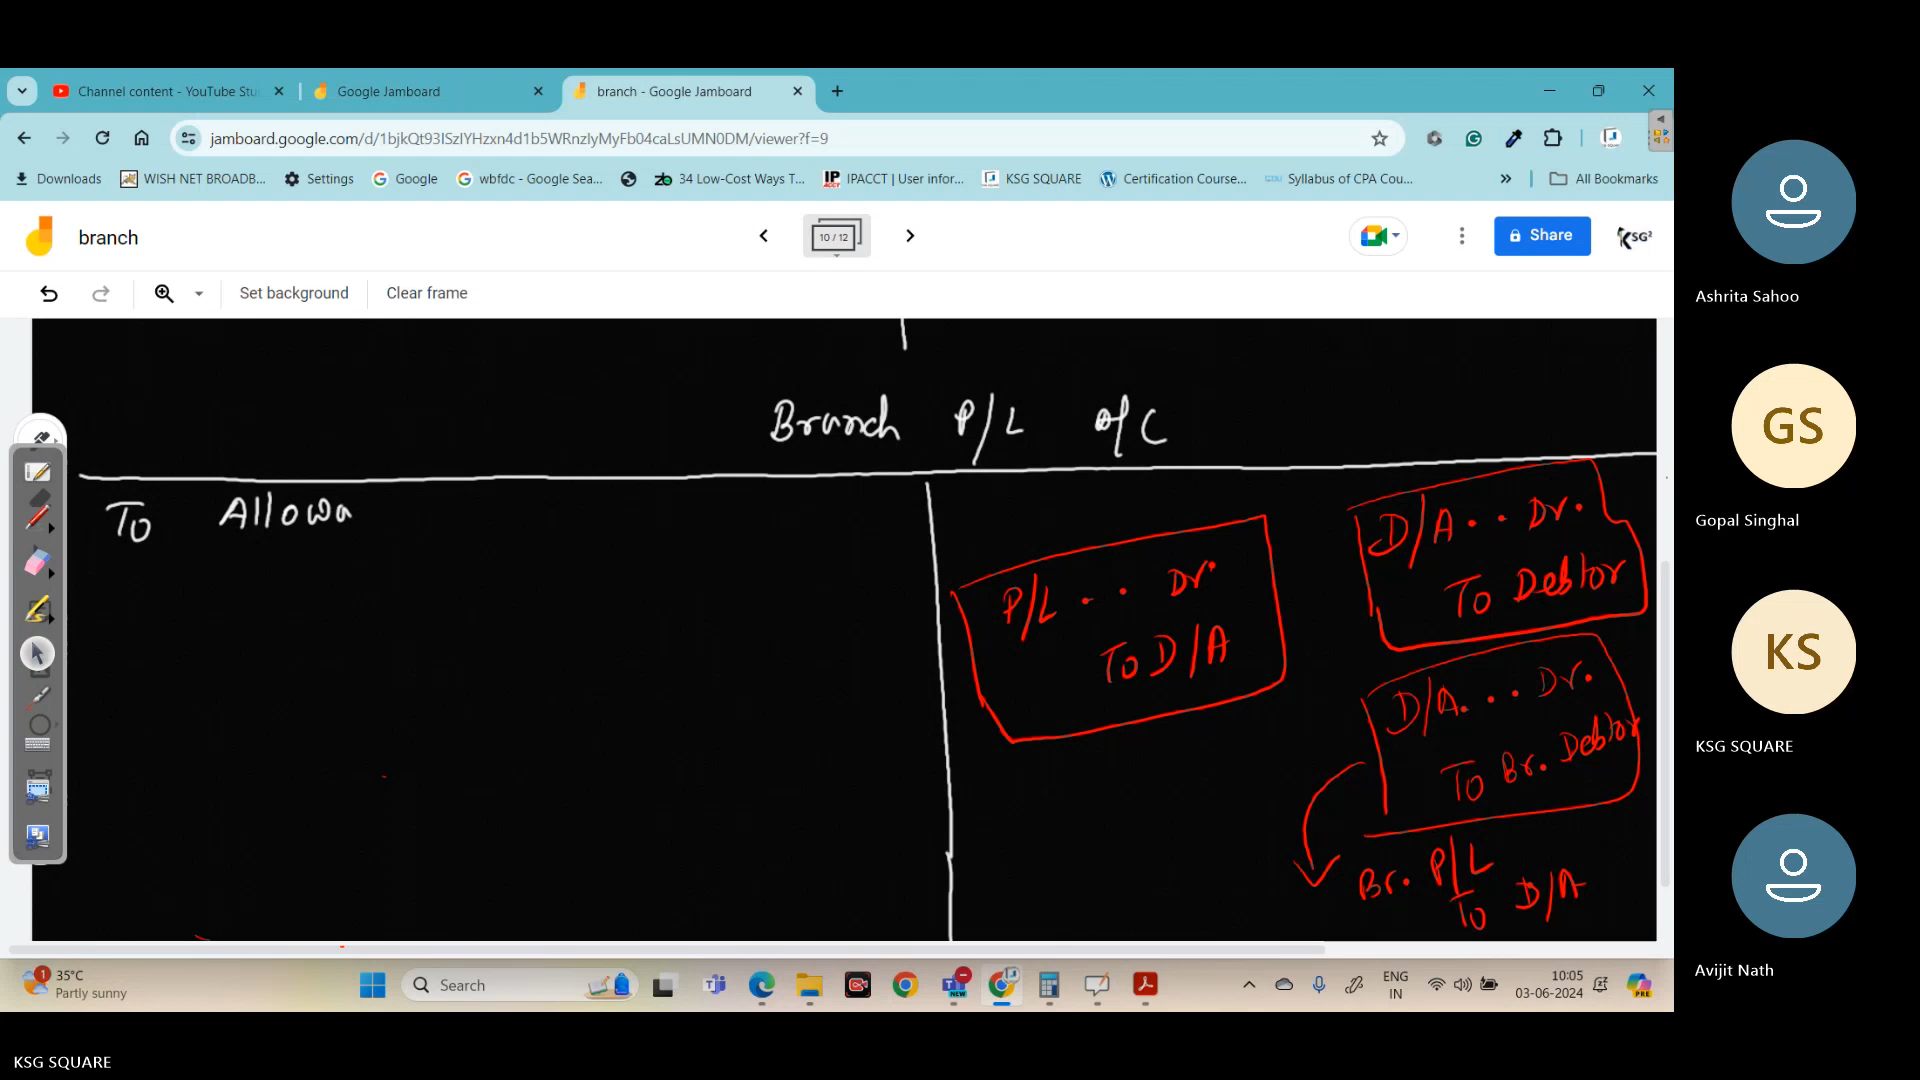 Channel content - YouTube Stu
Google Jamboard
branch - Google Jamboard
jamboard.google.com/d/1bjkQt93ISzIYHzxn4d1b5WRnzlyMyFb04caLsUMN0DM/viewer?f=9
Downloads
WISH NET BROADB...
Settings
Google
wbfdc - Google Sea...
34 Low-Cost Ways T...
IPACCT | User infor...
KSG SQUARE
Certification Course...
Syllabus of CPA Cou...
All Bookmarks
branch
10 / 12
Share
KSG²
Set background
Clear frame
Branch P/L a/c
To Allowa
P/L . . Dr.
To D/A
D/A . . Dr.
To Debtor
D/A. . . Dr.
To Br. Debtor
Br. P/L
To D/A
Ashrita Sahoo
GS
Gopal Singhal
KS
KSG SQUARE
Avijit Nath
1
35°C
Partly sunny
Search
NEW
ENG
IN
10:05
03-06-2024
PRE
KSG SQUARE